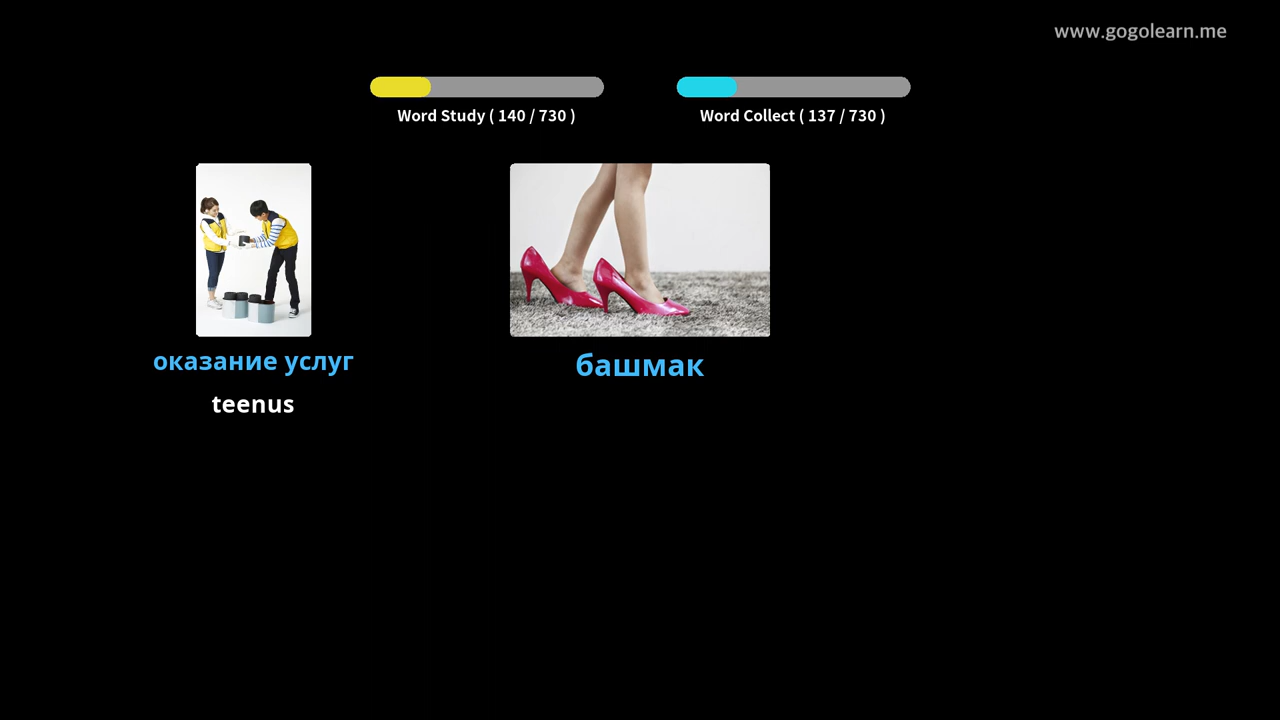 www.gogolearn.me
Word Study ( 140 / 730 )
Word Collect ( 137 / 730 )
оказание услуг
teenus
башмак